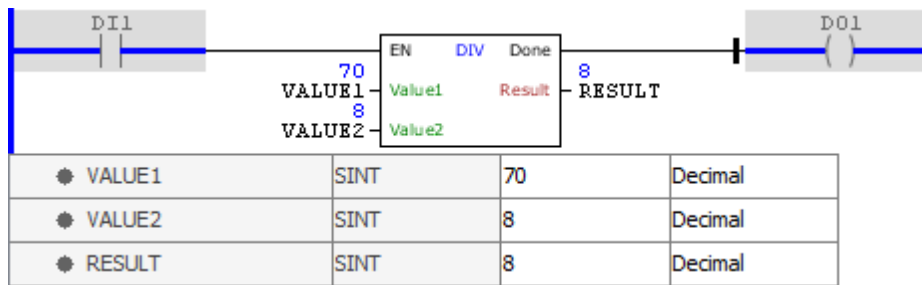 DI1
DO1
EN DIV Done
70
VALUE1 Value1 Result 8 RESULT
8
VALUE2 Value2
VALUE1 SINT 70 Decimal
VALUE2 SINT 8 Decimal
RESULT SINT 8 Decimal